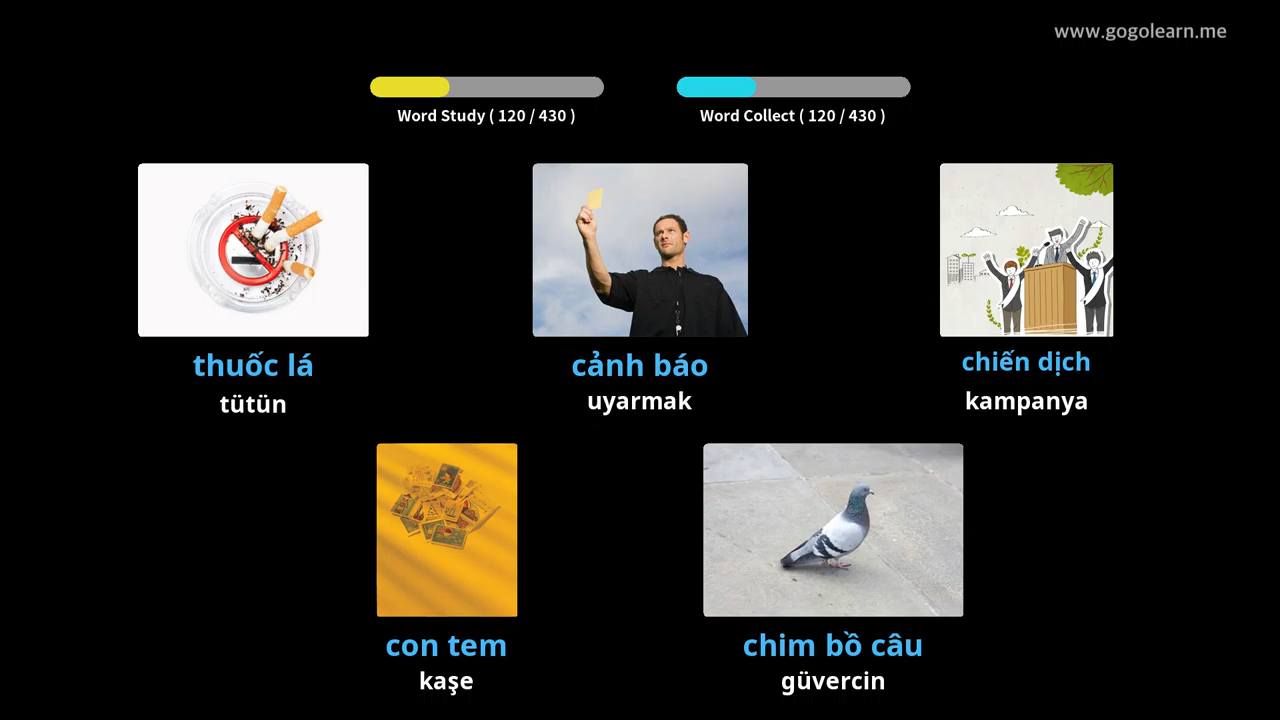 www.gogolearn.me
Word Study ( 120 / 430 )
Word Collect ( 120 / 430 )
thuốc lá
tütün
cảnh báo
uyarmak
chiến dịch
kampanya
con tem
kaşe
chim bồ câu
güvercin